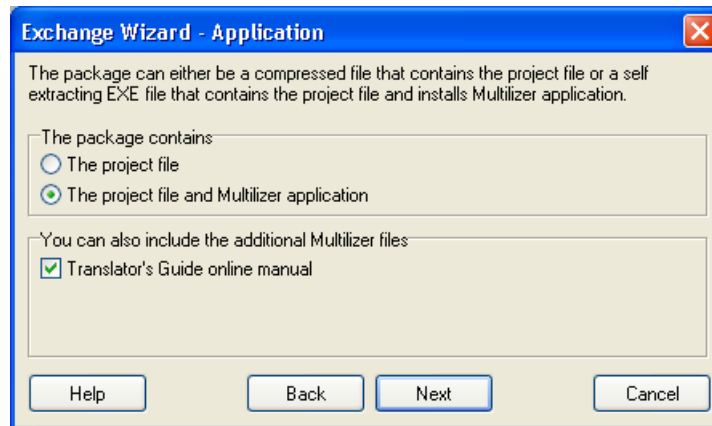 Exchange Wizard - Application
The package can either be a compressed file that contains the project file or a self
extracting EXE file that contains the project file and installs Multilizer application.
The package contains
The project file
The project file and Multilizer application
You can also include the additional Multilizer files
Translator's Guide online manual
Help Back Next Cancel